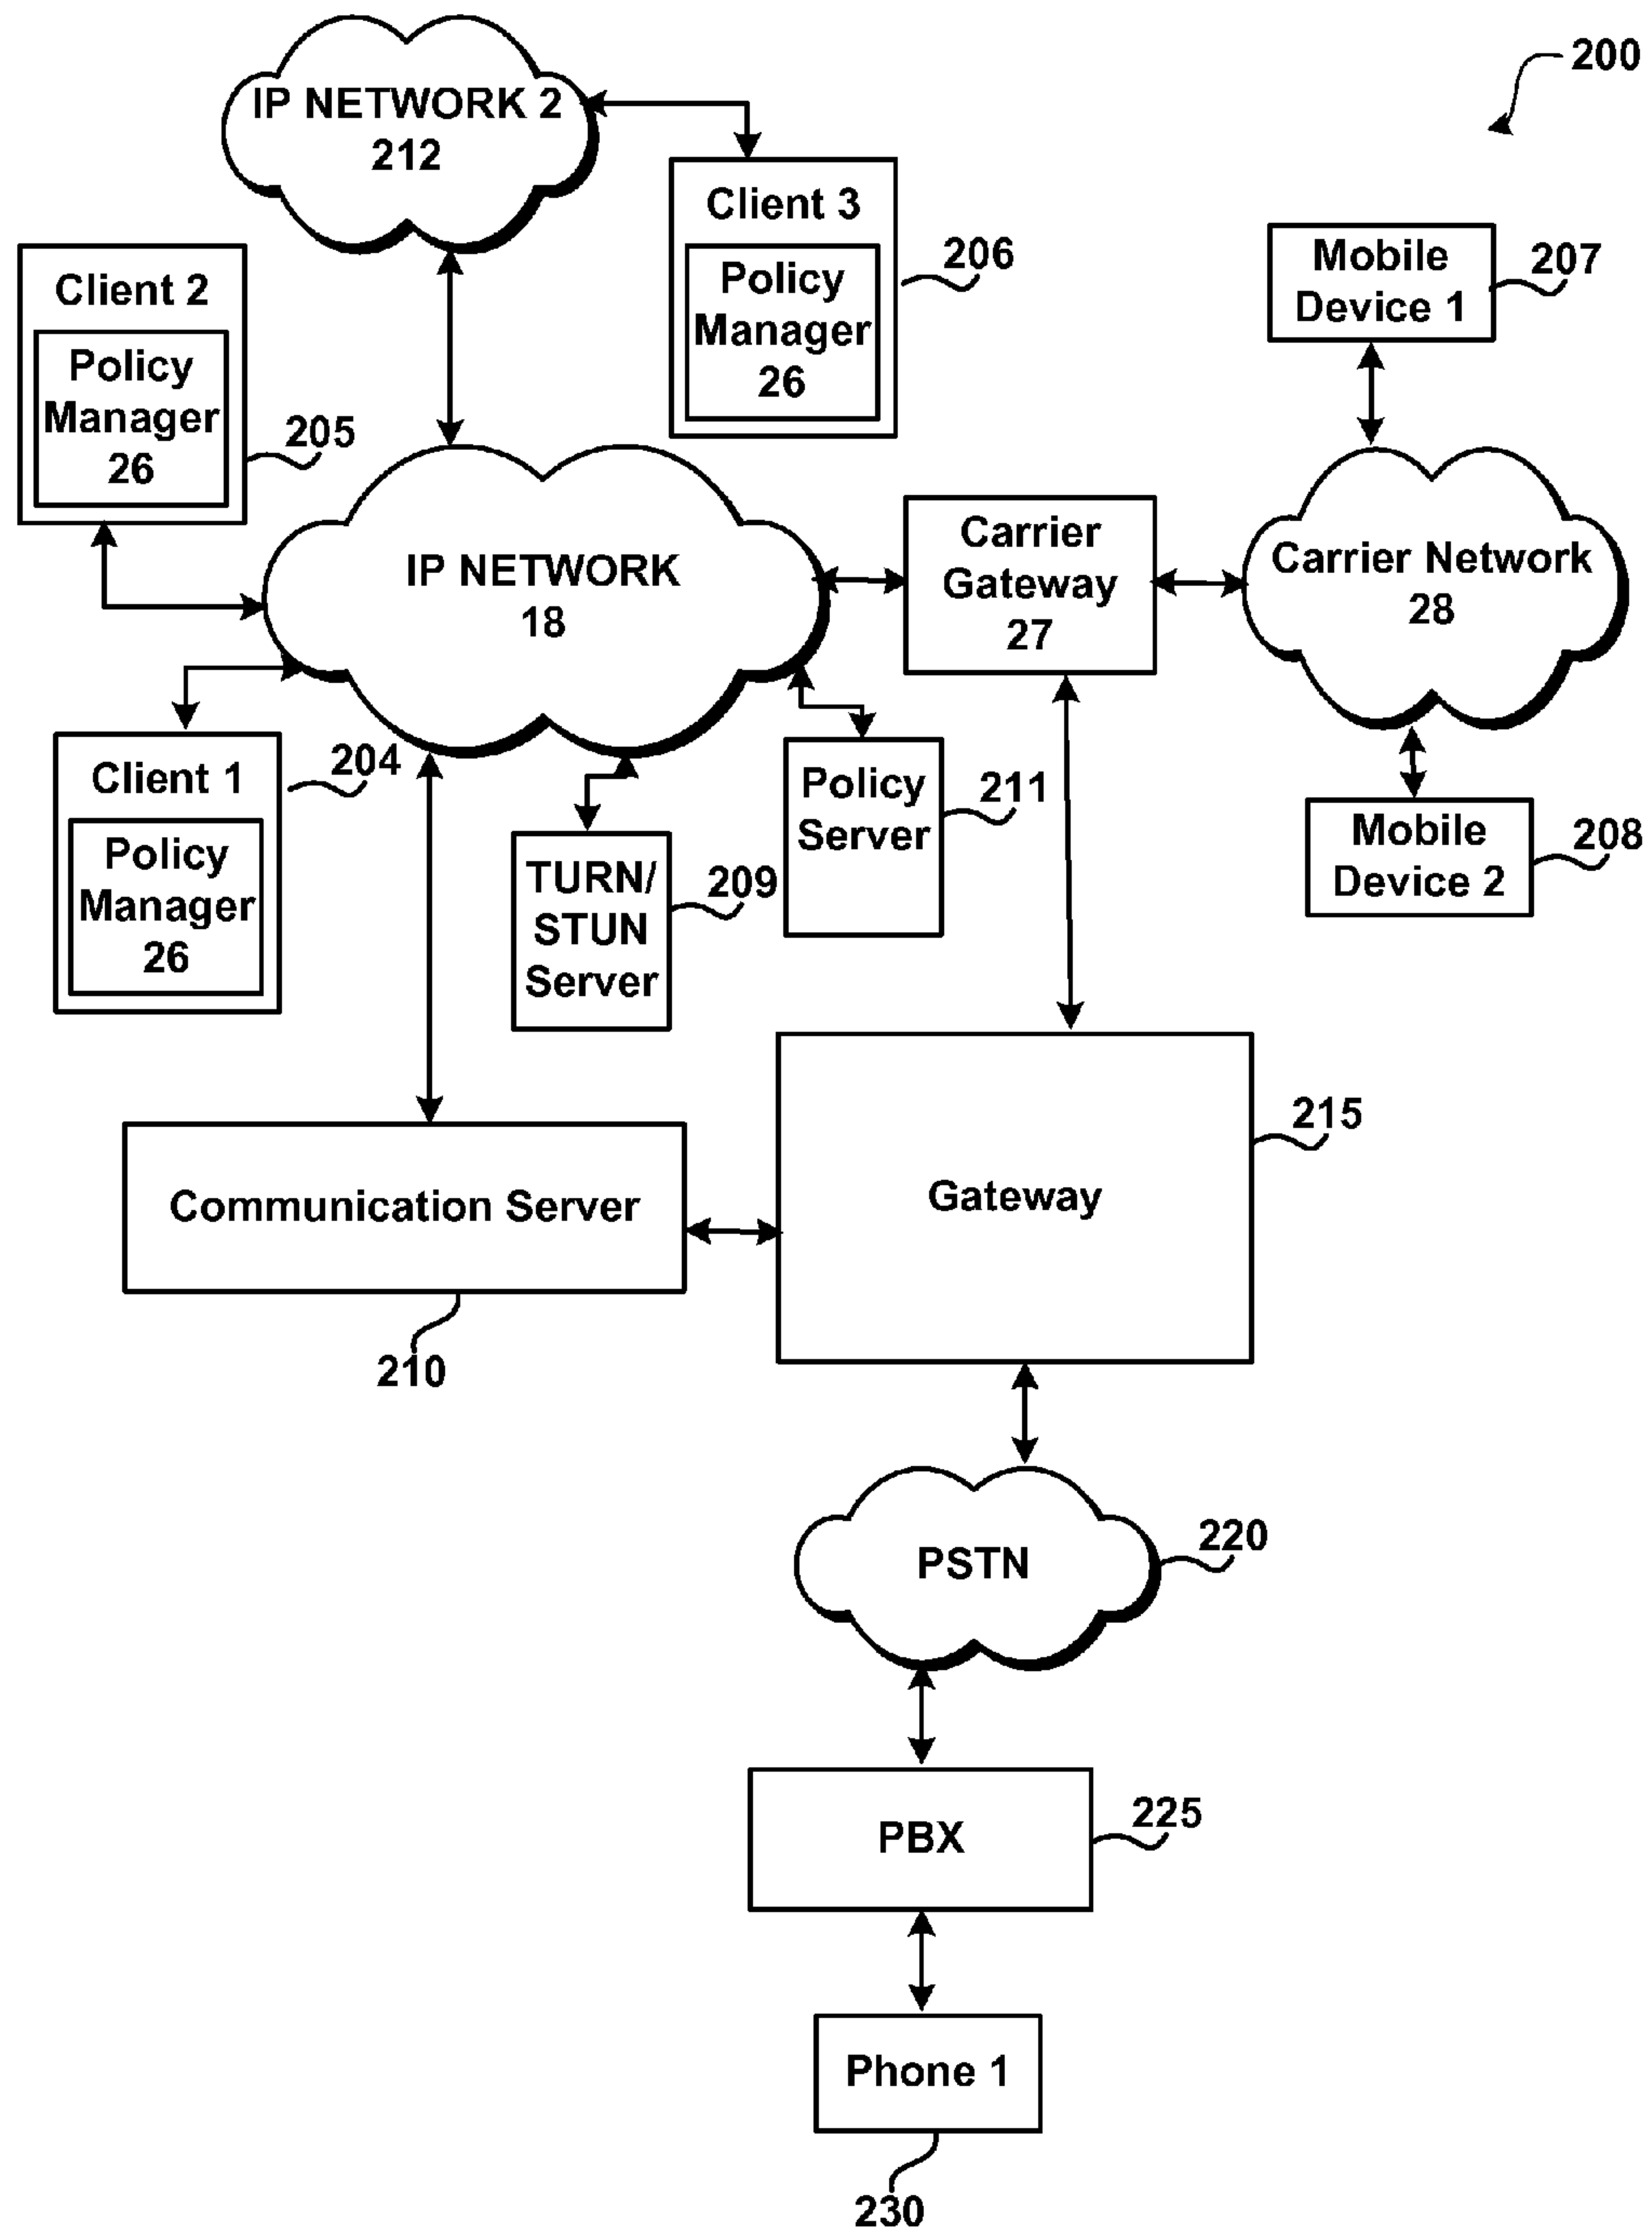 200
IP NETWORK 2
212
Client 3
Policy
Manager
26
206
Mobile
Device 1
207
Client 2
Policy
Manager
26
205
IP NETWORK
18
Carrier
Gateway
27
Carrier Network
28
Client 1
Policy
Manager
26
204
TURN/
STUN
Server
209
Policy
Server
211
Mobile
Device 2
208
Communication Server
210
Gateway
215
PSTN
220
PBX
225
Phone 1
230